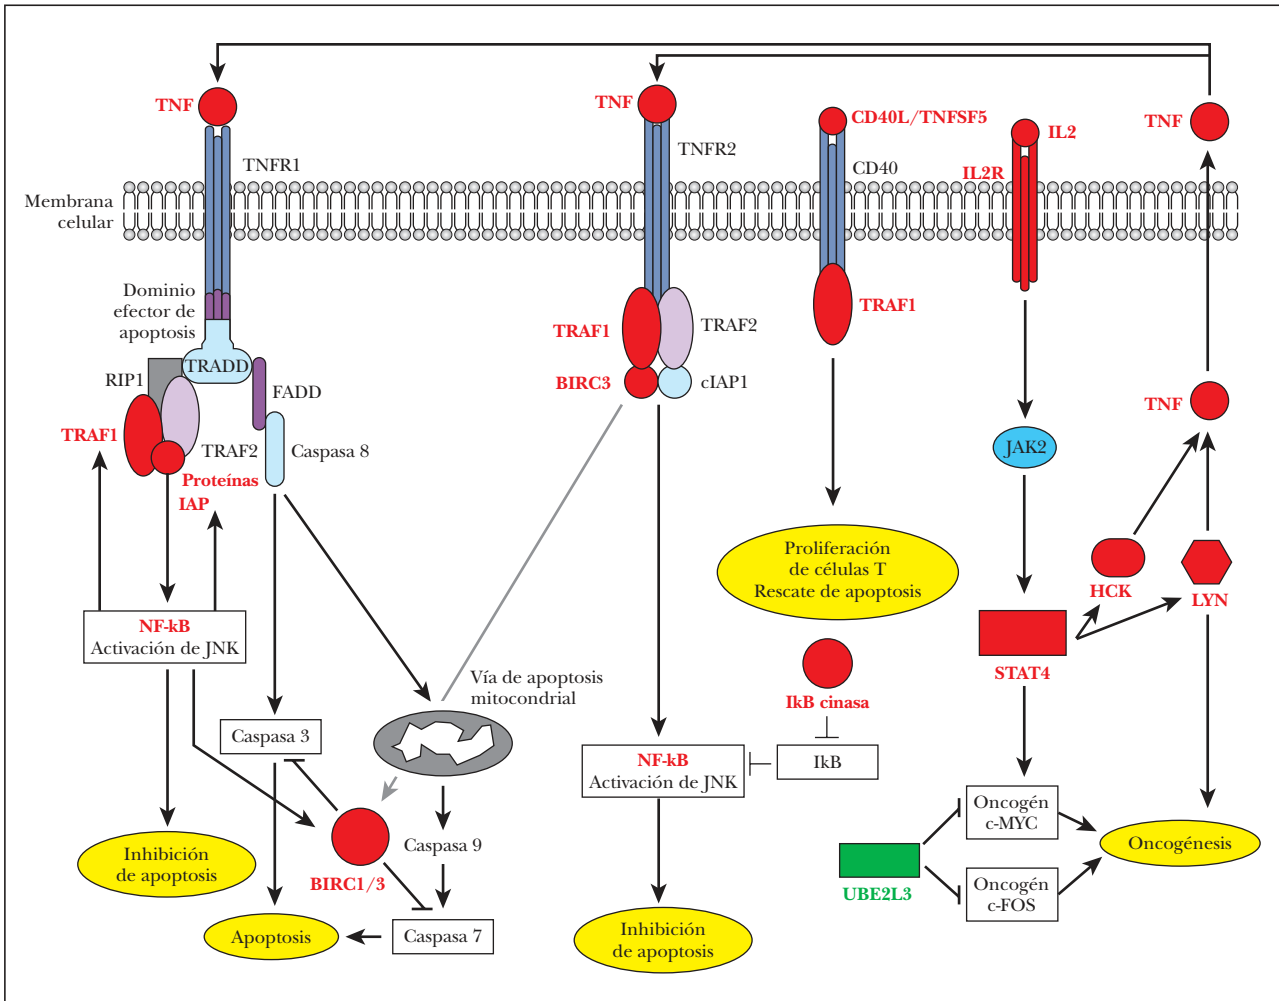 TNF
TNFR1
TNF
TNFR2
CD40L/TNFSF5
CD40
IL2
IL2R
TNF
Membrana
celular
Dominio
efector de
apoptosis
TRADD
RIP1
FADD
TRAF1
TRAF2
Caspasa 8
Proteínas
IAP
TRAF1
TRAF2
BIRC3
cIAP1
TRAF1
JAK2
TNF
Proliferación
de células T
Rescate de apoptosis
HCK
LYN
STAT4
NF-kB
Activación de JNK
Vía de apoptosis
mitocondrial
IkB cinasa
Caspasa 3
NF-kB
Activación de JNK
IkB
Oncogén
c-MYC
Oncogénesis
Inhibición
de apoptosis
BIRC1/3
Caspasa 9
UBE2L3
Oncogén
c-FOS
Apoptosis
Caspasa 7
Inhibición
de apoptosis